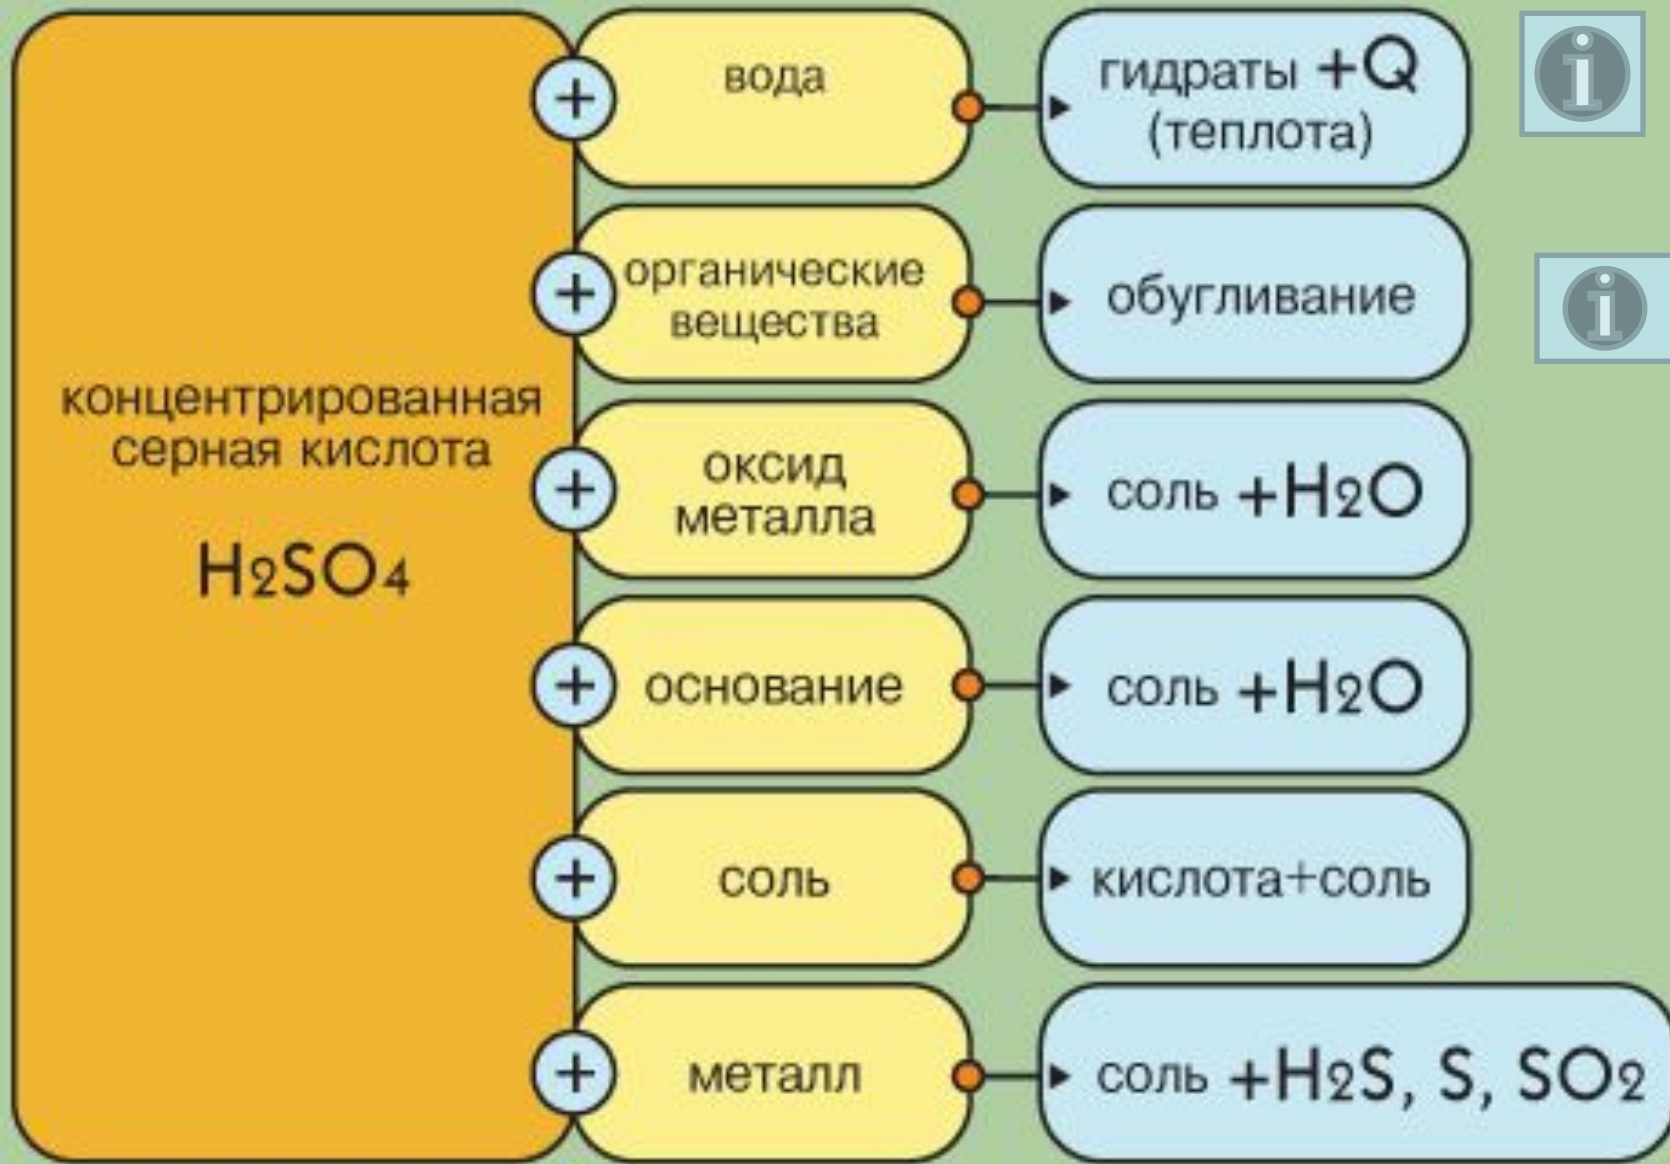 концентрированная
серная кислота
H2SO4
+
вода
гидраты +Q
(теплота)
i
+
органические
вещества
обугливание
i
+
оксид
металла
соль +H2O
+
основание
соль +H2O
+
соль
кислота+соль
+
металл
соль +H2S, S, SO2